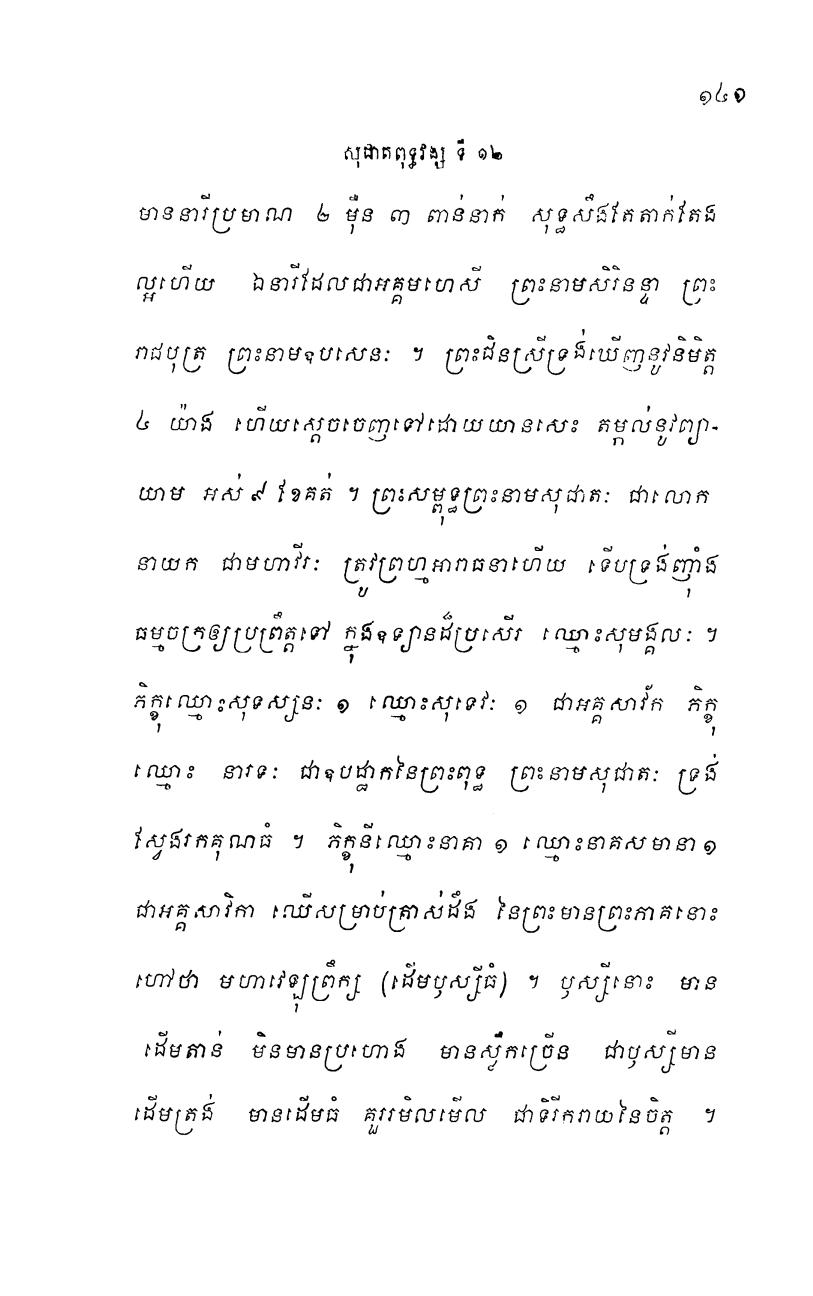 ១៤១
សុជាតពុទ្ធវង្ស ទី ១២
មាននារីប្រមាណ ២ ម៉ឺន ៣ ពាន់នាក់ សុទ្ធសឹងតែតាក់តែង
ល្អហើយ ឯនារីដែលជាអគ្គមហេសី ព្រះនាមសិរិនន្ទា ព្រះ
រាជបុត្រ ព្រះនាមឧបសេនៈ ។ ព្រះជិនស្រីទ្រង់ឃើញនូវនិមិត្ត
៤ យ៉ាង ហើយស្តេចចេញទៅដោយយានសេះ តម្កល់នូវព្យា-
យាម អស់ ៩ ខែគត់ ។ ព្រះសម្ពុទ្ធព្រះនាមសុជាតៈ ជាលោក
នាយក ជាមហាវីរៈ ត្រូវព្រហ្មអារាធនាហើយ ទើបទ្រង់ញុំាង
ធម្មចក្រឲ្យប្រព្រឹត្តទៅ ក្នុងឧទ្យានដ៏ប្រសើរ ឈ្មោះសុមង្គលៈ ។
ភិក្ខុឈ្មោះសុទស្សនៈ ១ ឈ្មោះសុទេវៈ ១ ជាអគ្គសាវ័ក ភិក្ខុ
ឈ្មោះ នារទៈ ជាឧបដ្ឋាកនៃព្រះពុទ្ធ ព្រះនាមសុជាតៈ ទ្រង់
ស្វែងរកគុណធំ ។ ភិក្ខុនីឈ្មោះនាគា ១ ឈ្មោះនាគសមានា ១
ជាអគ្គសាវិកា ឈើសម្រាប់ត្រាស់ដឹង នៃព្រះមានព្រះភាគនោះ
ហៅថា មហាវេឡុព្រឹក្ស (ដើមឫស្សីធំ) ។ ឫស្សីនោះ មាន
ដើមតាន់ មិនមានប្រហោង មានស្លឹកច្រើន ជាឫស្សីមាន
ដើមត្រង់ មានដើមធំ គួររមិលមើល ជាទីរីករាយនៃចិត្ត ។